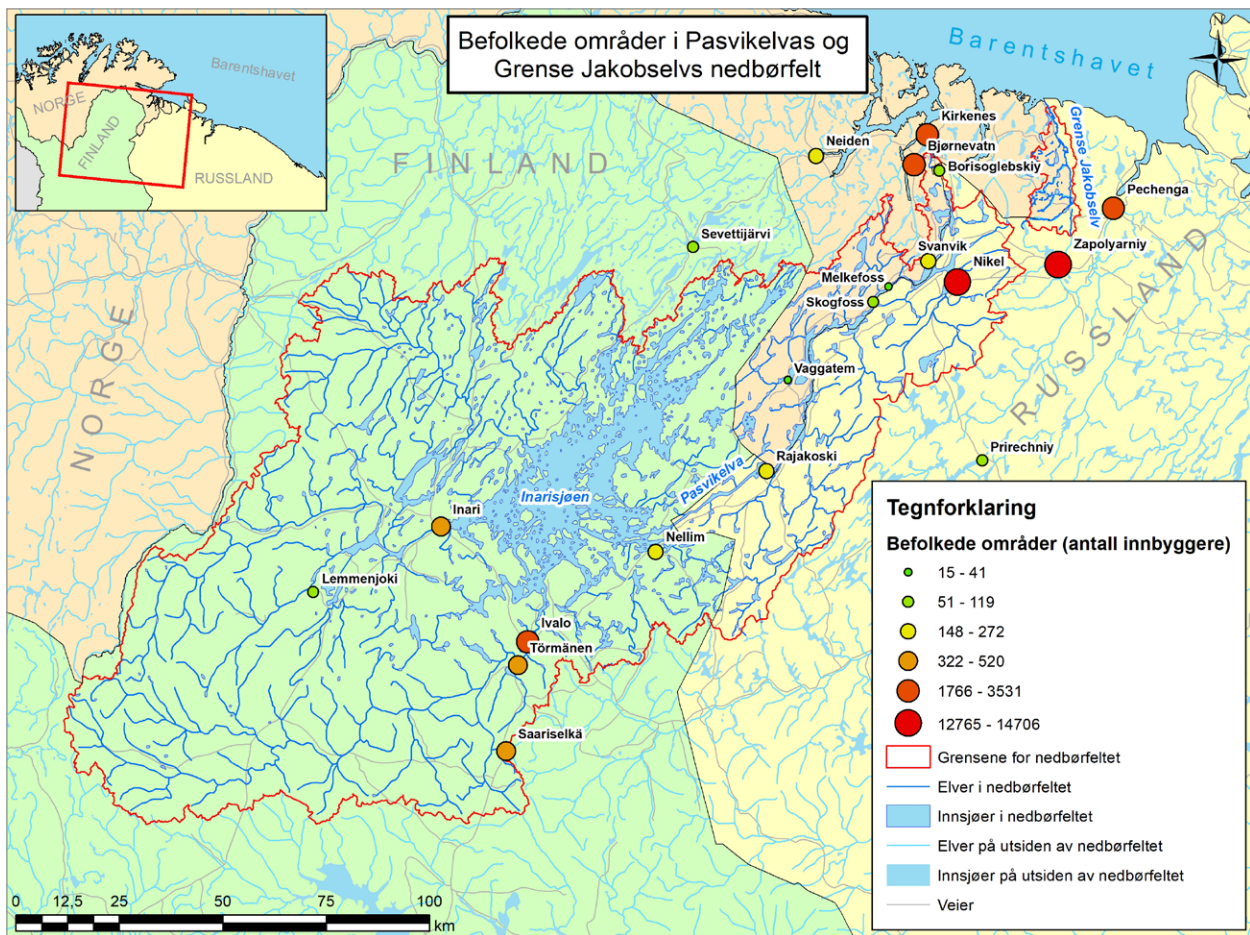 Befolkede områder i Pasvikelvas og
Grense Jakobselvs nedbørfelt
Barentshavet
NORGE
FINLAND
RUSSLAND
Barentshavet
FINLAND
NORGE
RUSSLAND
Kirkenes
Neiden
Bjørnevatn
Borisoglebskiy
Grense Jakobselv
Pechenga
Sevettijärvi
Svanvik
Nikel
Zapolyarniy
Melkefoss
Skogfoss
Vaggatem
Prirechniy
Rajakoski
Pasvikelva
Inarisjøen
Inari
Nellim
Lemmenjoki
Ivalo
Törmänen
Saariselkä
Tegnforklaring
Befolkede områder (antall innbyggere)
15 - 41
51 - 119
148 - 272
322 - 520
1766 - 3531
12765 - 14706
Grensene for nedbørfeltet
Elver i nedbørfeltet
Innsjøer i nedbørfeltet
Elver på utsiden av nedbørfeltet
Innsjøer på utsiden av nedbørfeltet
Veier
0 12,5 25 50 75 100
km